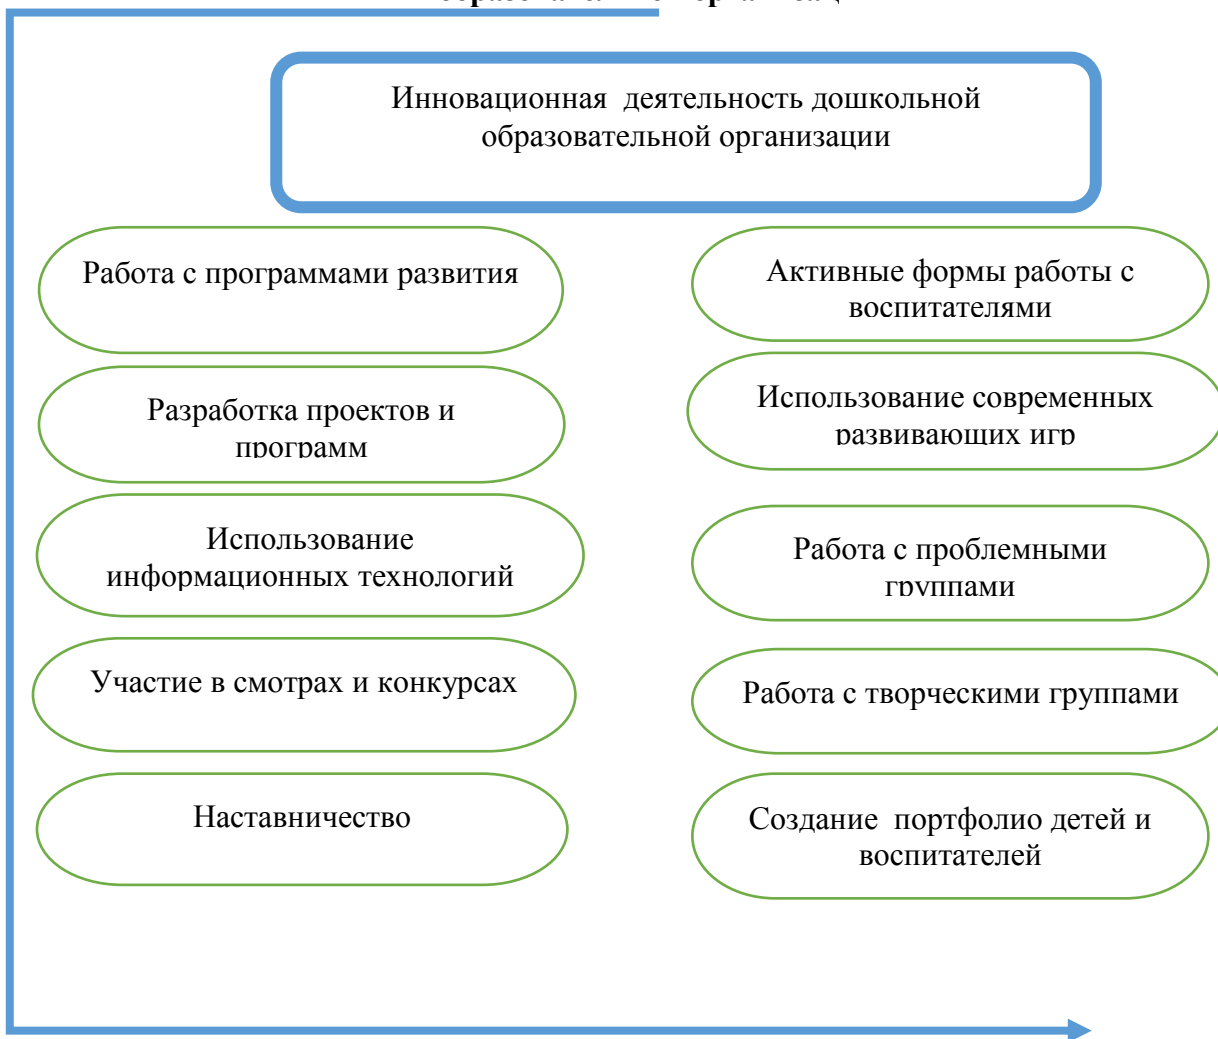 Инновационная деятельность дошкольной
образовательной организации
Работа с программами развития
Разработка проектов и
программ
Использование
информационных технологий
Участие в смотрах и конкурсах
Наставничество
Активные формы работы с
воспитателями
Использование современных
развивающих игр
Работа с проблемными
группами
Работа с творческими группами
Создание портфолио детей и
воспитателей